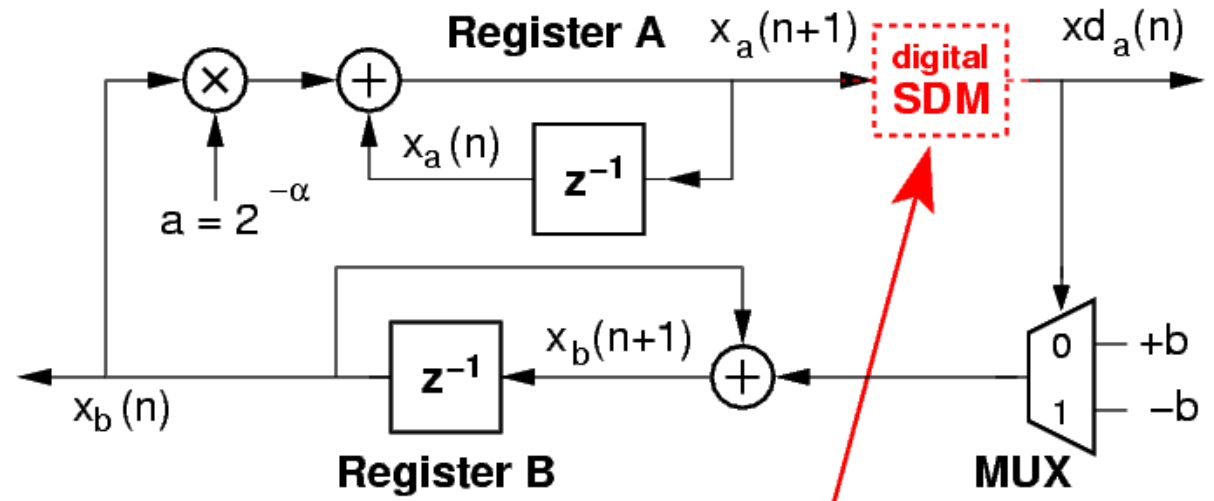 Register A
xₐ(n+1)
digital
SDM
xdₐ(n)
×
+
xₐ(n)
z⁻¹
a = 2^−α
xb(n+1)
z⁻¹
+
0
+b
1
−b
xb(n)
Register B
MUX